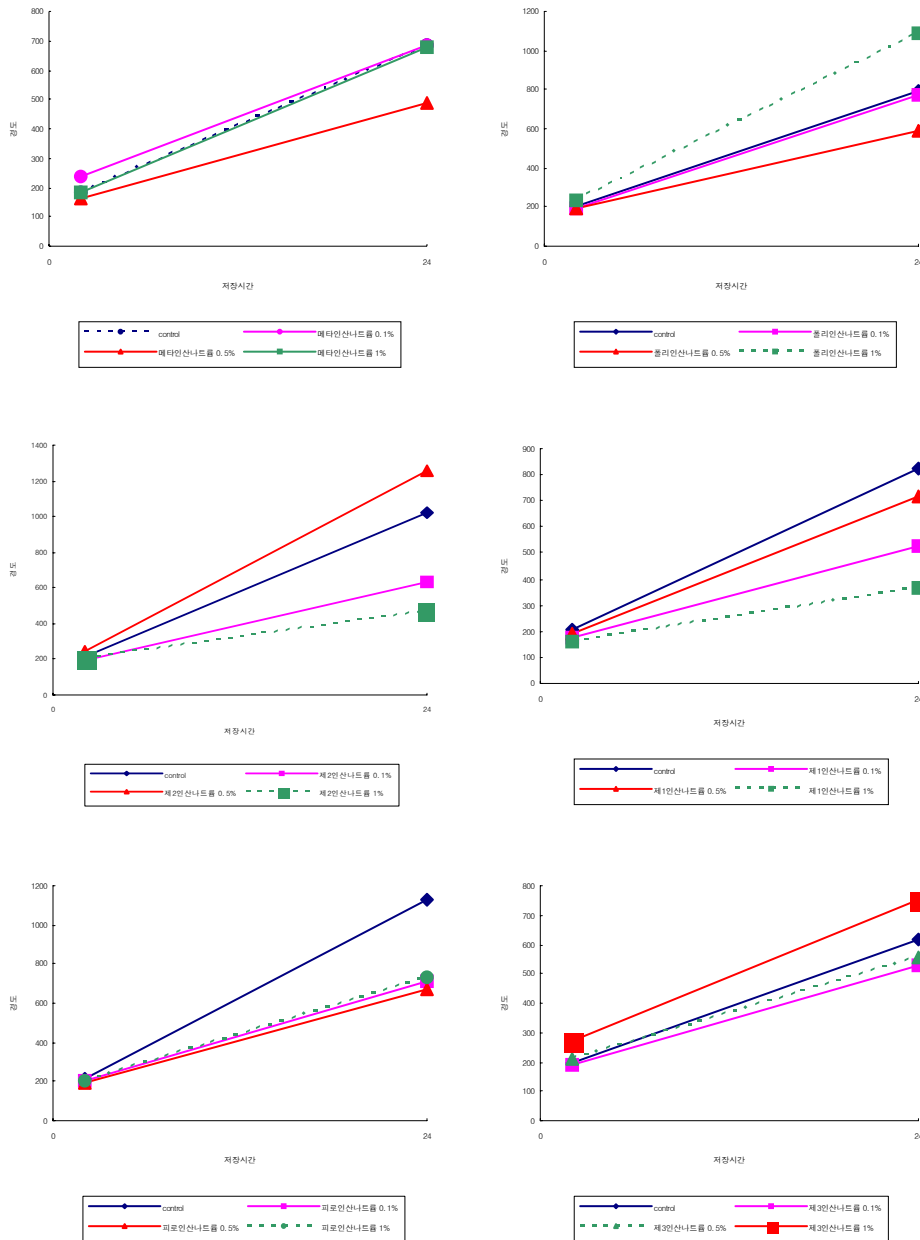 800
700
600
500
400
300
200
100
0
경도
0
24
저장시간
control
메타인산나트륨 0.1%
메타인산나트륨 0.5%
메타인산나트륨 1%
1200
1000
800
600
400
200
0
경도
0
24
저장시간
control
폴리인산나트륨 0.1%
폴리인산나트륨 0.5%
폴리인산나트륨 1%
1400
1200
1000
800
600
400
200
0
경도
0
24
저장시간
control
제2인산나트륨 0.1%
제2인산나트륨 0.5%
제2인산나트륨 1%
900
800
700
600
500
400
300
200
100
0
경도
0
24
저장시간
control
제1인산나트륨 0.1%
제1인산나트륨 0.5%
제1인산나트륨 1%
1200
1000
800
600
400
200
0
경도
0
24
저장시간
control
피로인산나트륨 0.1%
피로인산나트륨 0.5%
피로인산나트륨 1%
800
700
600
500
400
300
200
100
0
경도
0
24
저장시간
control
제3인산나트륨 0.1%
제3인산나트륨 0.5%
제3인산나트륨 1%